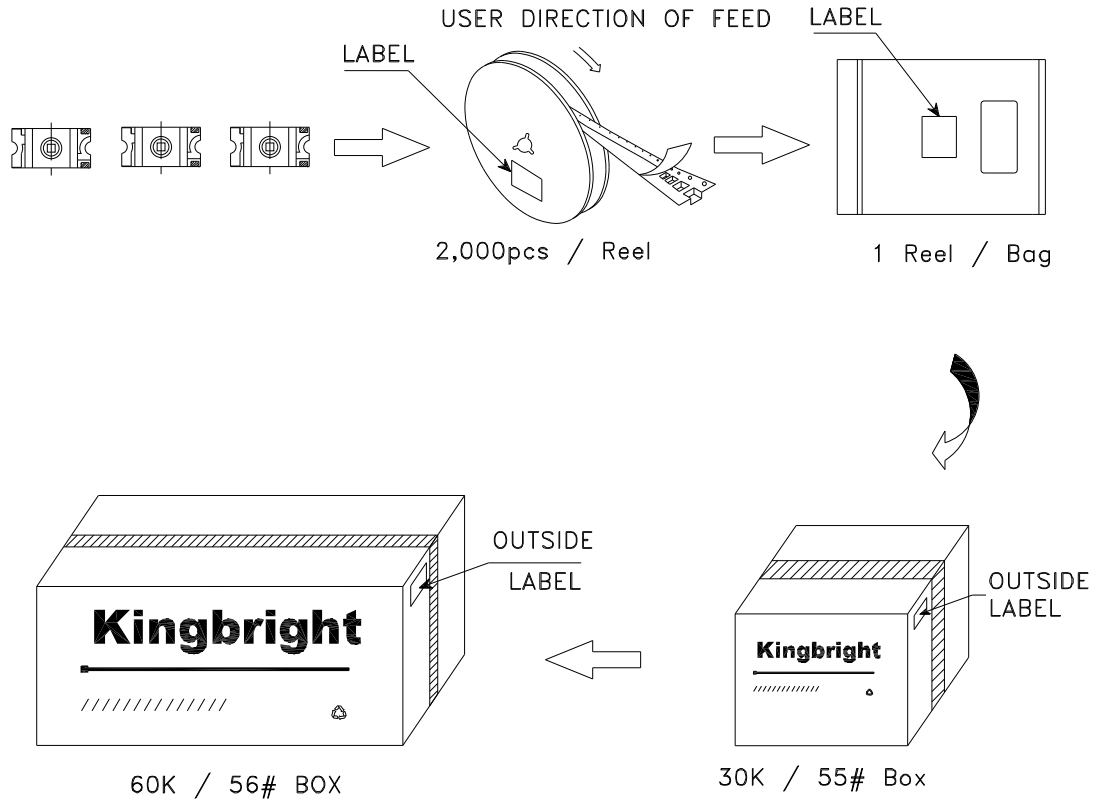 USER DIRECTION OF FEED
LABEL
LABEL
2,000pcs / Reel
1 Reel / Bag
OUTSIDE
LABEL
Kingbright
60K / 56# BOX
OUTSIDE
LABEL
Kingbright
30K / 55# Box